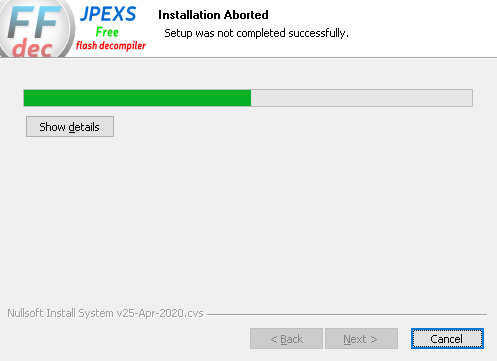 FF
dec
JPEXS
Free
flash decompiler
Installation Aborted
Setup was not completed successfully.
Show details
Nullsoft Install System v25-Apr-2020.cvs
< Back
Next >
Cancel